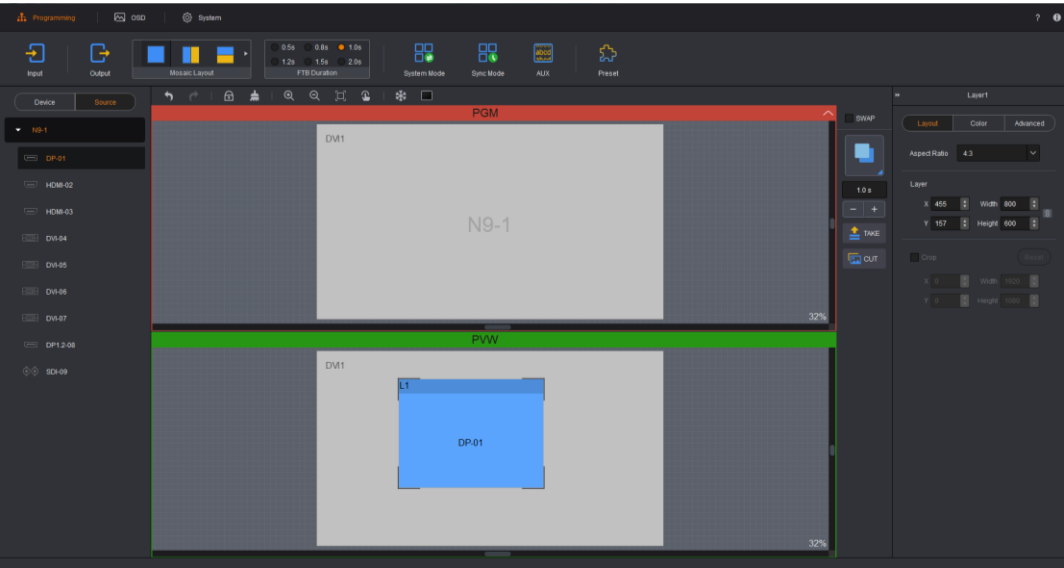 Programming OSD System ?
Input Output Mosaic Layout 0.5s 0.8s 1.0s
1.2s 1.5s 2.0s
FTB Duration System Mode Sync Mode AUX Preset
Device Source
N9-1
DP-01
HDMI-02
HDMI-03
DVI-04
DVI-05
DVI-06
DVI-07
DP1.2-08
SDI-09
PGM
DVI1
N9-1
32%
PVW
DVI1
L1
DP-01
32%
SWAP
1.0 s
− +
TAKE
CUT
Layer1
Layout Color Advanced
Aspect Ratio 4:3
Layer
X 455 Width 800
Y 157 Height 600
Crop Reset
X 0 Width 1920
Y 0 Height 1080